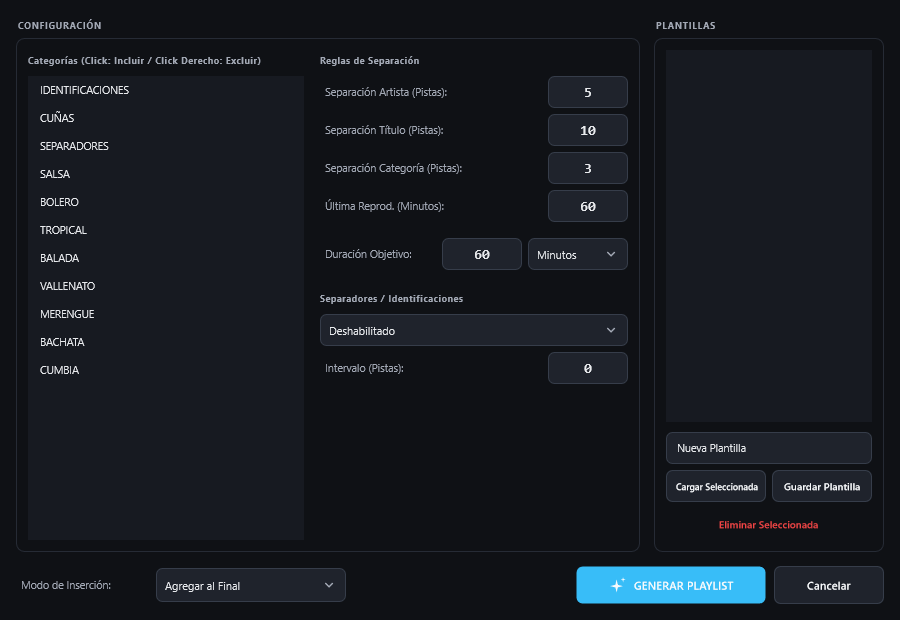 CONFIGURACIÓN
Categorías (Click: Incluir / Click Derecho: Excluir)
IDENTIFICACIONES
CUÑAS
SEPARADORES
SALSA
BOLERO
TROPICAL
BALADA
VALLENATO
MERENGUE
BACHATA
CUMBIA
Reglas de Separación
Separación Artista (Pistas): 5
Separación Título (Pistas): 10
Separación Categoría (Pistas): 3
Última Reprod. (Minutos): 60
Duración Objetivo: 60 Minutos
Separadores / Identificaciones
Deshabilitado
Intervalo (Pistas): 0
PLANTILLAS
Nueva Plantilla
Cargar Seleccionada Guardar Plantilla
Eliminar Seleccionada
Modo de Inserción: Agregar al Final
GENERAR PLAYLIST Cancelar